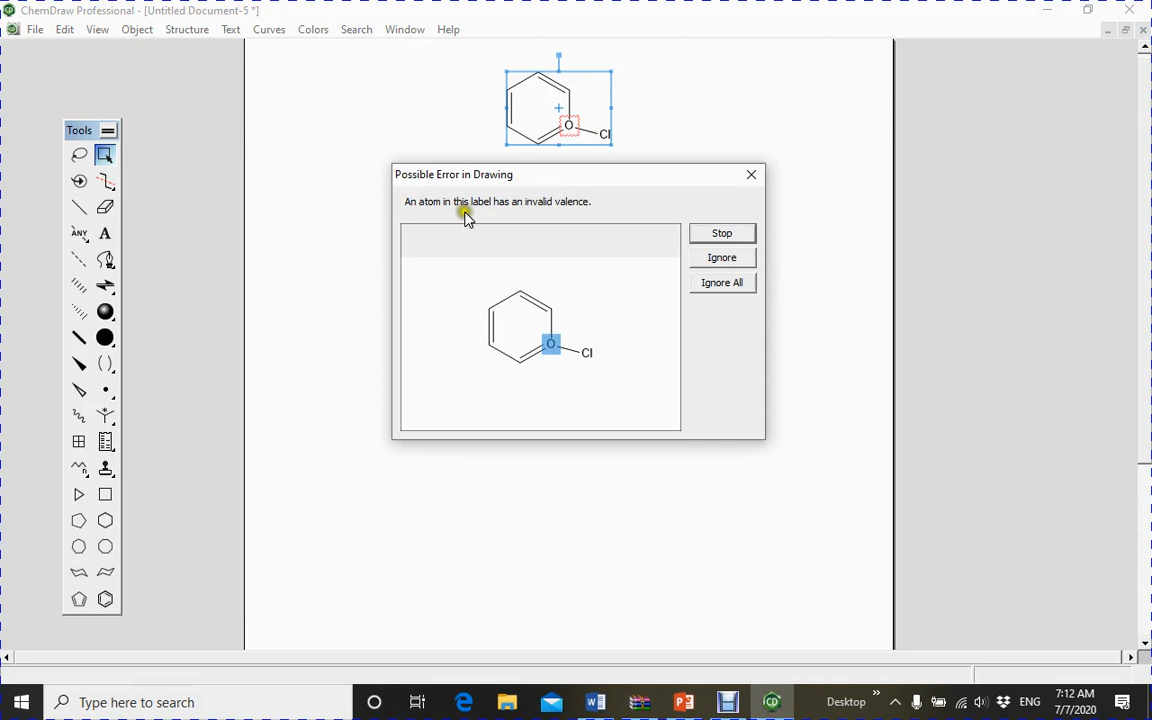 ChemDraw Professional - [Untitled Document-5 *]
File Edit View Object Structure Text Curves Colors Search Window Help
O Cl
Tools
Possible Error in Drawing
An atom in this label has an invalid valence.
ANY A
Stop
Ignore
Ignore All
O Cl
Type here to search
Desktop
ENG
7:12 AM
7/7/2020